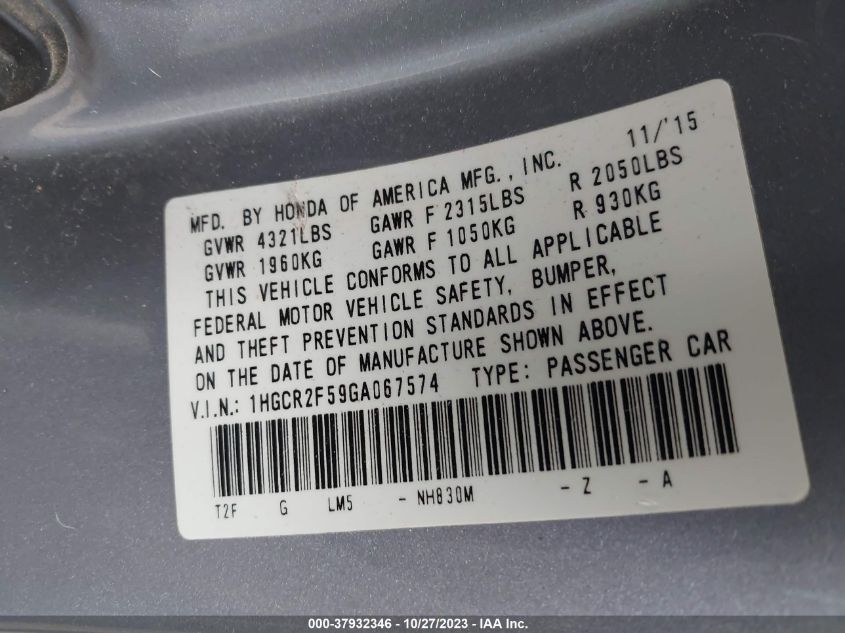 11/'15
MFD. BY HONDA OF AMERICA MFG., INC.
GVWR 4321LBS GAWR F 2315LBS R 2050LBS
GVWR 1960KG GAWR F 1050KG R 930KG
THIS VEHICLE CONFORMS TO ALL APPLICABLE
FEDERAL MOTOR VEHICLE SAFETY, BUMPER,
AND THEFT PREVENTION STANDARDS IN EFFECT
ON THE DATE OF MANUFACTURE SHOWN ABOVE.
V.I.N.: 1HGCR2F59GA067574 TYPE: PASSENGER CAR
T2F G LM5 - NH830M - Z - A
000-37932346 - 10/27/2023 - IAA Inc.